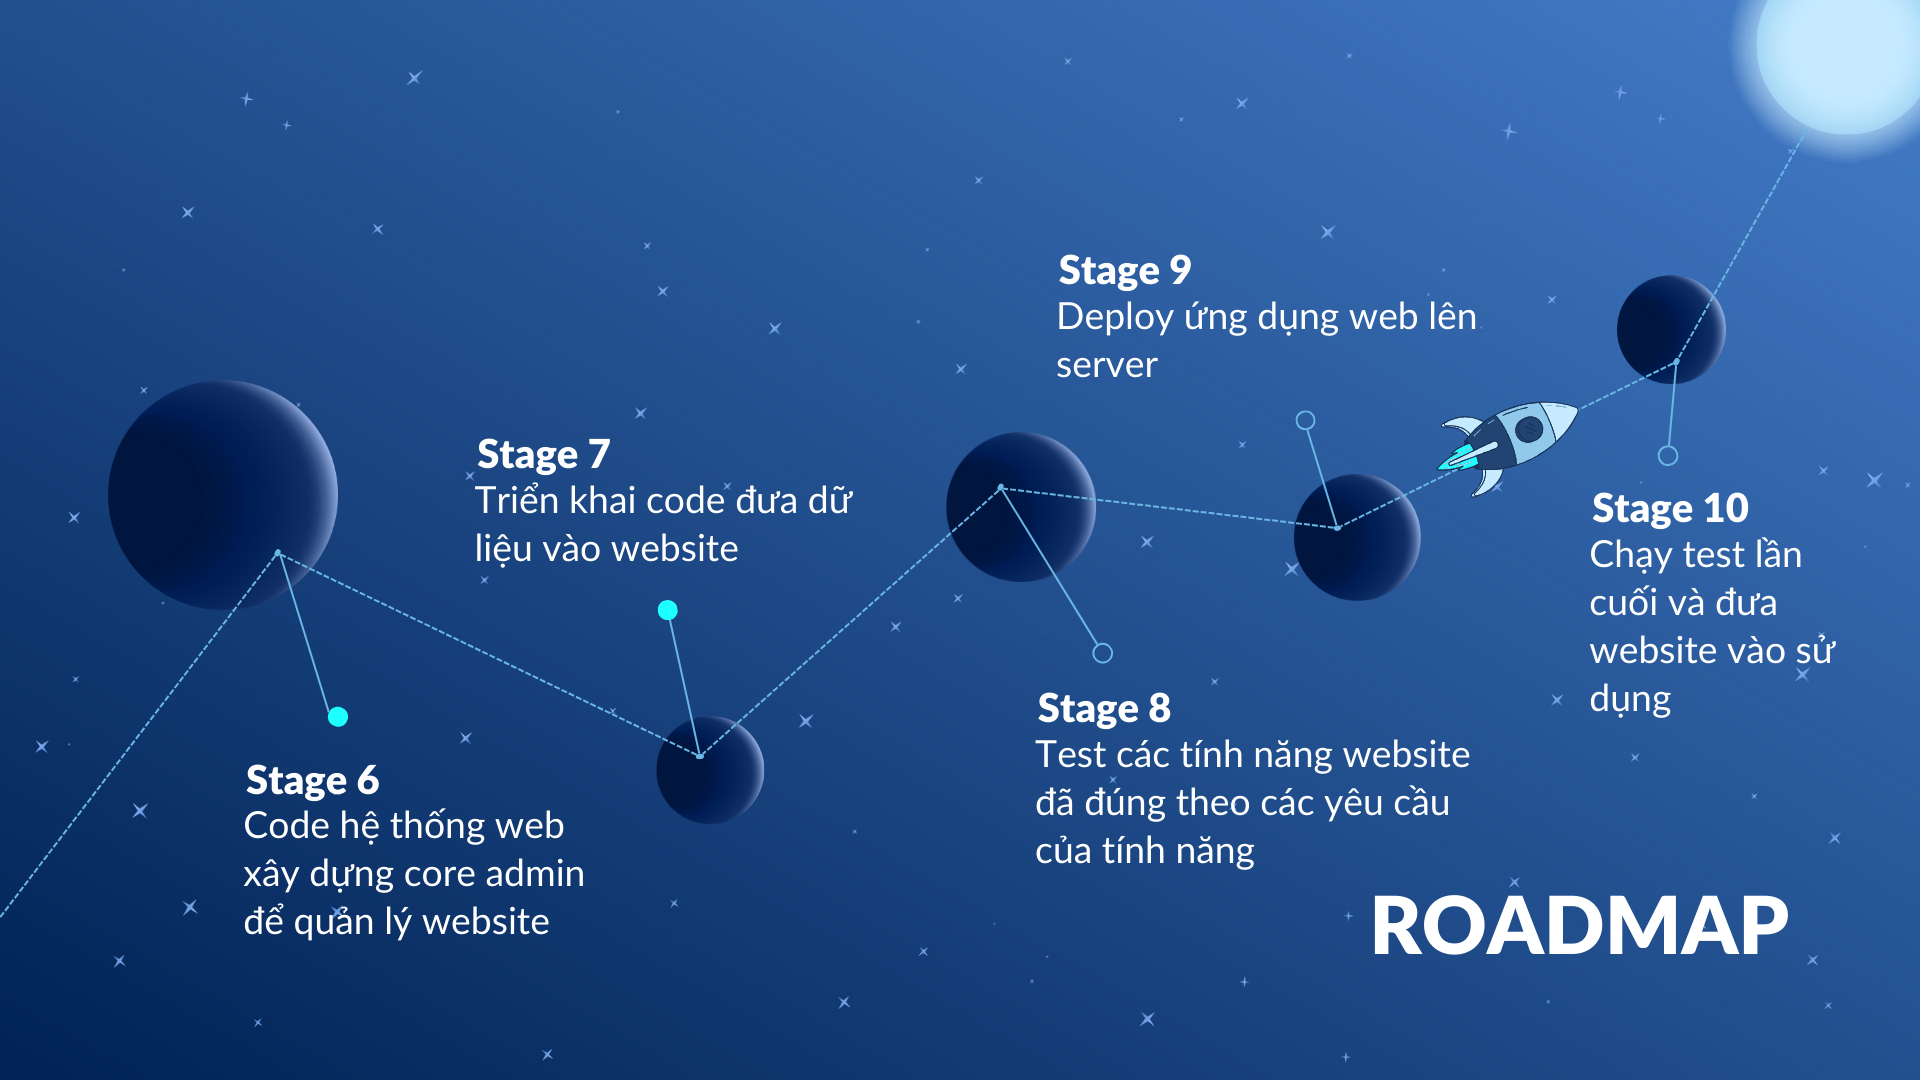 Stage 6
Code hệ thống web
xây dựng core admin
để quản lý website
Stage 7
Triển khai code đưa dữ
liệu vào website
Stage 8
Test các tính năng website
đã đúng theo các yêu cầu
của tính năng
Stage 9
Deploy ứng dụng web lên
server
Stage 10
Chạy test lần
cuối và đưa
website vào sử
dụng
ROADMAP